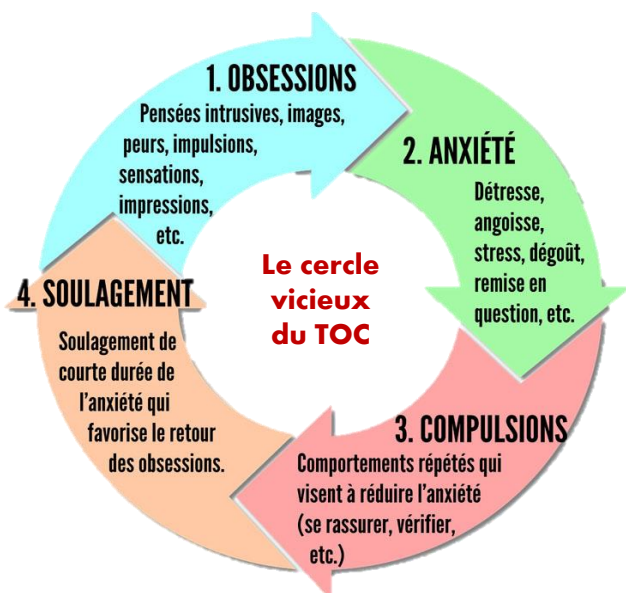 1. OBSESSIONS
Pensées intrusives, images,
peurs, impulsions,
sensations,
impressions,
etc.
2. ANXIÉTÉ
Détresse,
angoisse,
stress, dégoût,
remise en
question, etc.
3. COMPULSIONS
Comportements répétés qui
visent à réduire l'anxiété
(se rassurer, vérifier,
etc.)
4. SOULAGEMENT
Soulagement de
courte durée de
l'anxiété qui
favorise le retour
des obsessions.
Le cercle
vicieux
du TOC